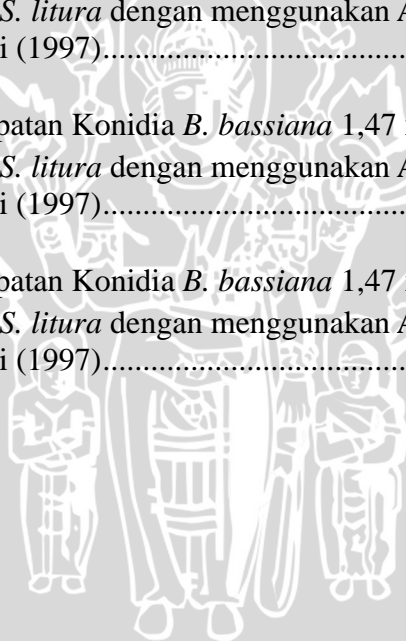 S. litura dengan menggunakan A
i (1997)........................................
patan Konidia B. bassiana 1,47
S. litura dengan menggunakan A
i (1997)........................................
patan Konidia B. bassiana 1,47
S. litura dengan menggunakan A
i (1997)........................................